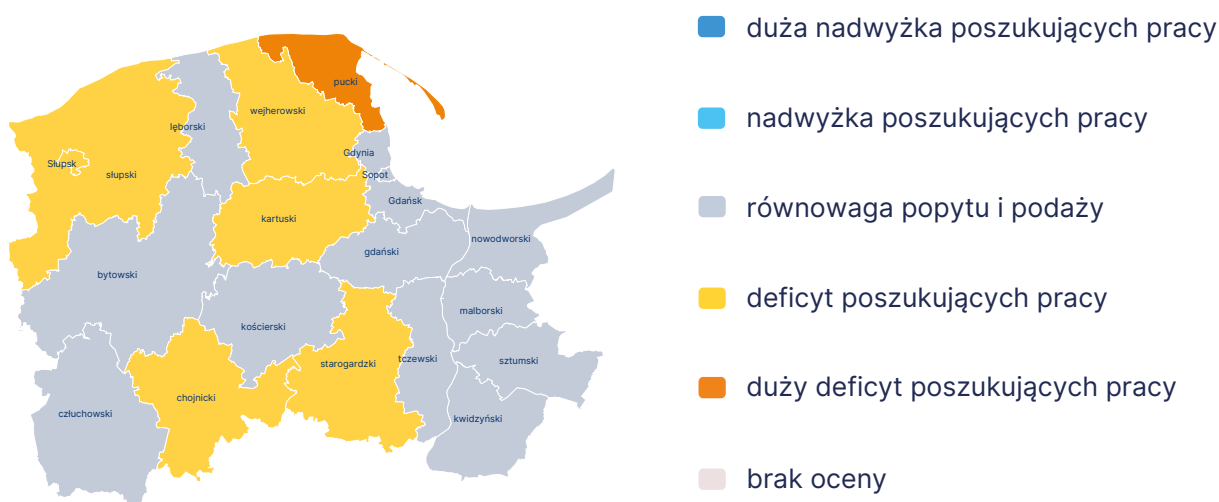 pucki
wejherowski
lęborski
Gdynia
Słupsk
słupski
Sopot
Gdańsk
kartuski
nowodworski
gdański
bytowski
malborski
kościerski
tczewski
sztumski
starogardzki
chojnicki
człuchowski
kwidzyński
duża nadwyżka poszukujących pracy
nadwyżka poszukujących pracy
równowaga popytu i podaży
deficyt poszukujących pracy
duży deficyt poszukujących pracy
brak oceny